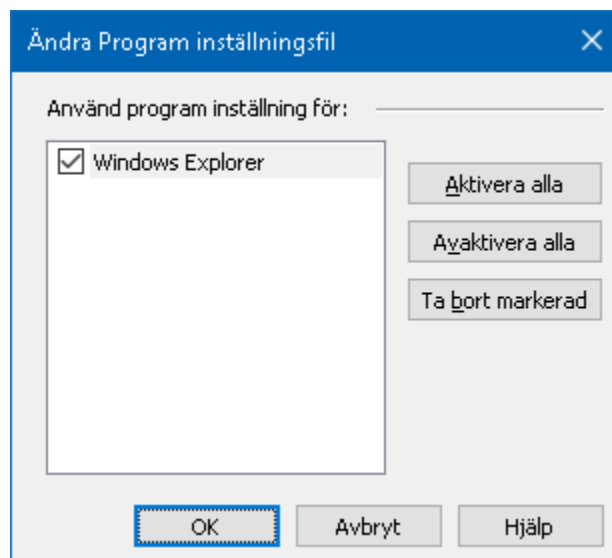 Ändra Program inställningsfil
Använd program inställning för:
Windows Explorer
Aktivera alla
Avaktivera alla
Ta bort markerad
OK
Avbryt
Hjälp